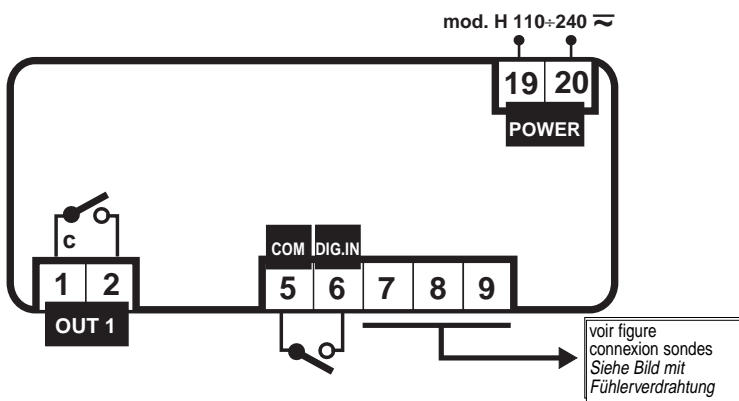 mod. H 110÷240
19 20
POWER
c
COM DIG.IN
1 2
5 6 7 8 9
OUT 1
voir figure
connexion sondes
Siehe Bild mit
Fühlerverdrahtung